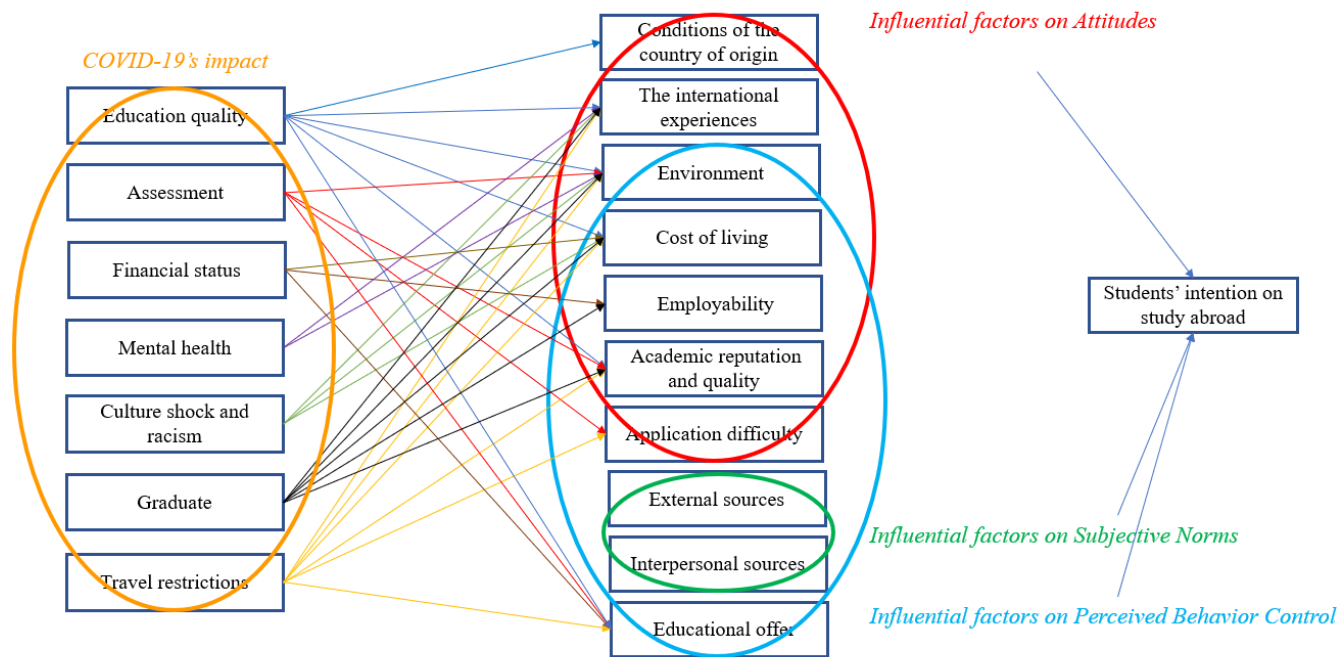 COVID-19's impact
Education quality
Assessment
Financial status
Mental health
Culture shock and
racism
Graduate
Travel restrictions
Conditions of the
country of origin
The international
experiences
Environment
Cost of living
Employability
Academic reputation
and quality
Application difficulty
External sources
Interpersonal sources
Educational offer
Influential factors on Attitudes
Students' intention on
study abroad
Influential factors on Subjective Norms
Influential factors on Perceived Behavior Control